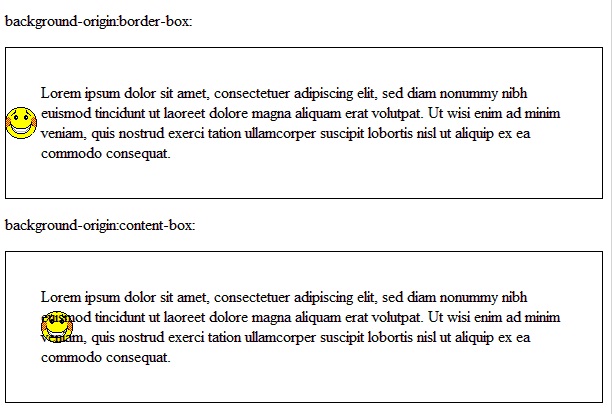 background-origin:border-box:
Lorem ipsum dolor sit amet, consectetuer adipiscing elit, sed diam nonummy nibh
euismod tincidunt ut laoreet dolore magna aliquam erat volutpat. Ut wisi enim ad minim
veniam, quis nostrud exerci tation ullamcorper suscipit lobortis nisl ut aliquip ex ea
commodo consequat.
background-origin:content-box:
Lorem ipsum dolor sit amet, consectetuer adipiscing elit, sed diam nonummy nibh
euismod tincidunt ut laoreet dolore magna aliquam erat volutpat. Ut wisi enim ad minim
veniam, quis nostrud exerci tation ullamcorper suscipit lobortis nisl ut aliquip ex ea
commodo consequat.